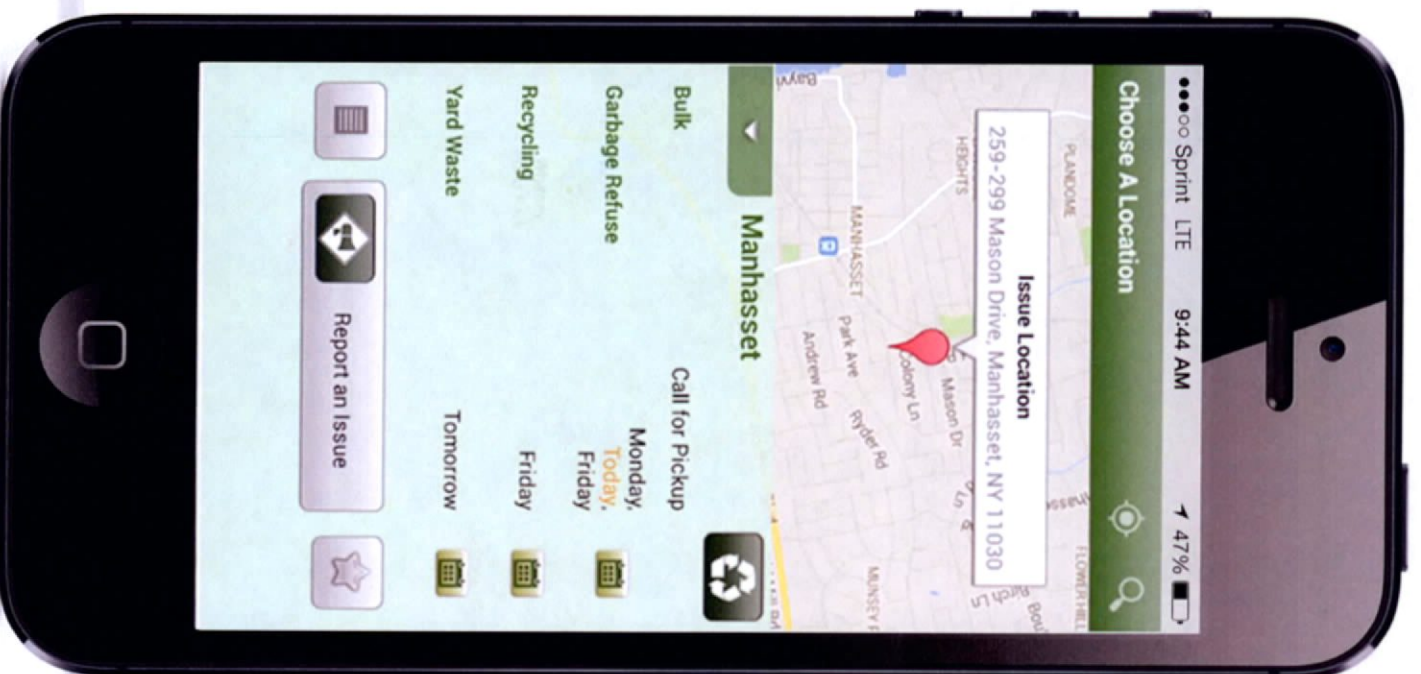 ●●●○○ Sprint LTE 9:44 AM 47%
Choose A Location
PLANDOME
FLOWER HILL
Issue Location
259-299 Mason Drive, Manhasset, NY 11030
HEIGHTS
Birch Ln
Mason Dr
Colony Ln
MANHASSET
Park Ave
Ryder Rd
Andrew Rd
MUNSEY P
Bayvi
Manhasset
Bulk Call for Pickup
Garbage Refuse Monday,
Today,
Friday
Recycling Friday
Yard Waste Tomorrow
Report an Issue